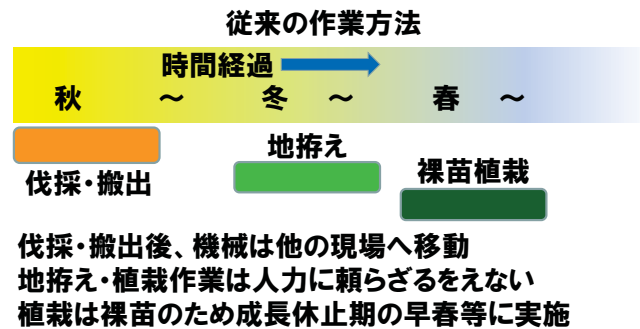 従来の作業方法
時間経過
秋 ～ 冬 ～ 春 ～
地拵え
裸苗植栽
伐採・搬出
伐採・搬出後、機械は他の現場へ移動
地拵え・植栽作業は人力に頼らざるをえない
植栽は裸苗のため成長休止期の早春等に実施